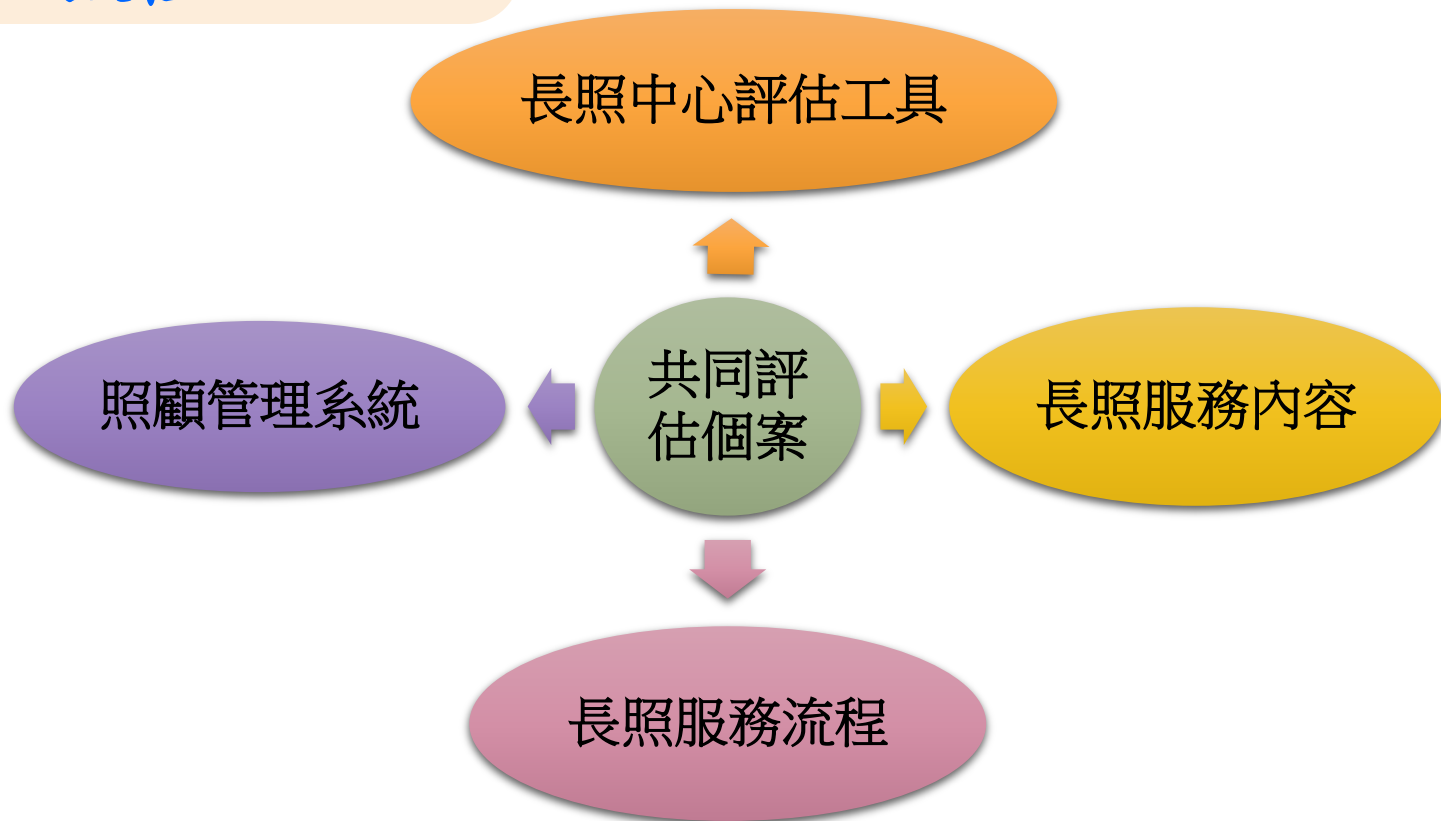 長照中心評估工具
照顧管理系統
共同評
估個案
長照服務內容
長照服務流程